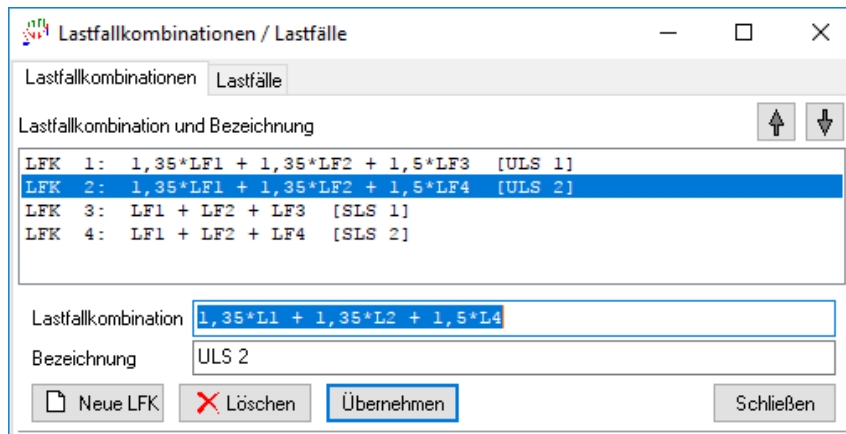 Lastfallkombinationen / Lastfälle
Lastfallkombinationen Lastfälle
Lastfallkombination und Bezeichnung
LFK 1: 1,35*LF1 + 1,35*LF2 + 1,5*LF3 [ULS 1]
LFK 2: 1,35*LF1 + 1,35*LF2 + 1,5*LF4 [ULS 2]
LFK 3: LF1 + LF2 + LF3 [SLS 1]
LFK 4: LF1 + LF2 + LF4 [SLS 2]
Lastfallkombination 1,35*L1 + 1,35*L2 + 1,5*L4
Bezeichnung ULS 2
Neue LFK Löschen Übernehmen Schließen